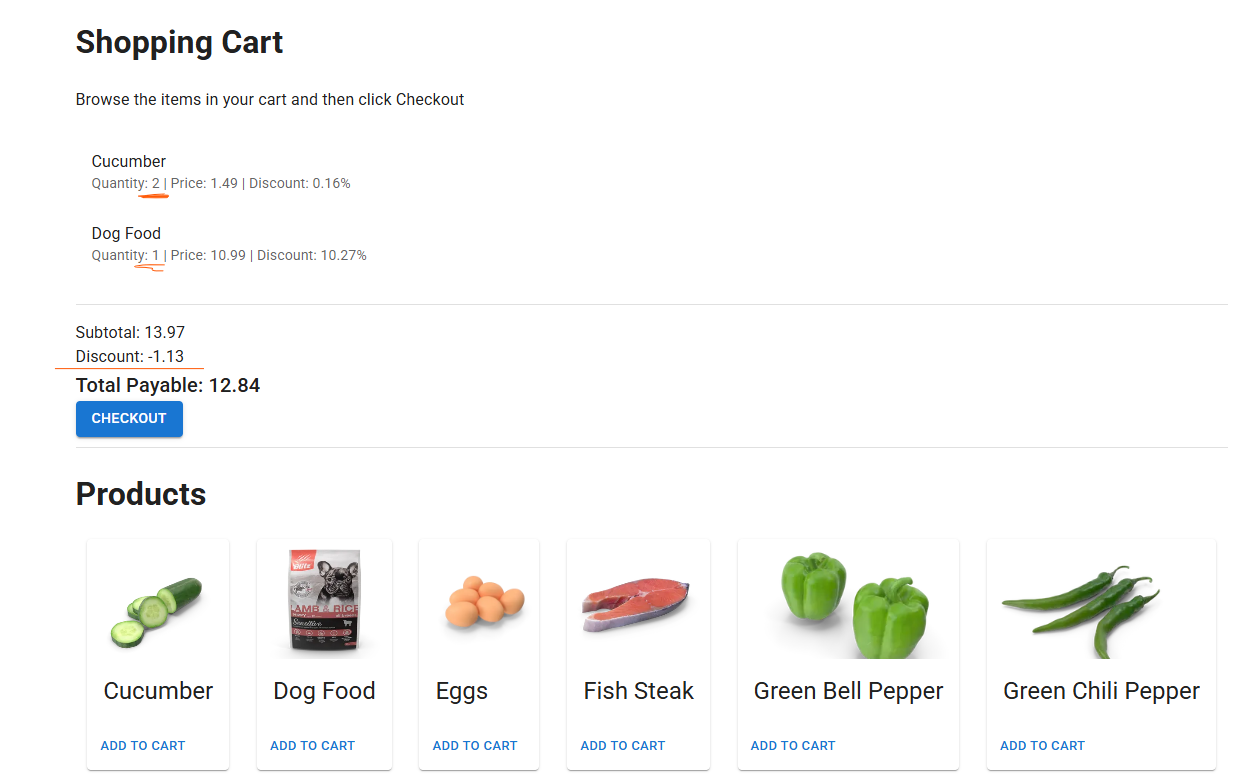 Shopping Cart
Browse the items in your cart and then click Checkout
Cucumber
Quantity: 2 | Price: 1.49 | Discount: 0.16%
Dog Food
Quantity: 1 | Price: 10.99 | Discount: 10.27%
Subtotal: 13.97
Discount: -1.13
Total Payable: 12.84
CHECKOUT
Products
LAMB & RICE
Sensitive
Cucumber
Dog Food
Eggs
Fish Steak
Green Bell Pepper
Green Chili Pepper
ADD TO CART
ADD TO CART
ADD TO CART
ADD TO CART
ADD TO CART
ADD TO CART